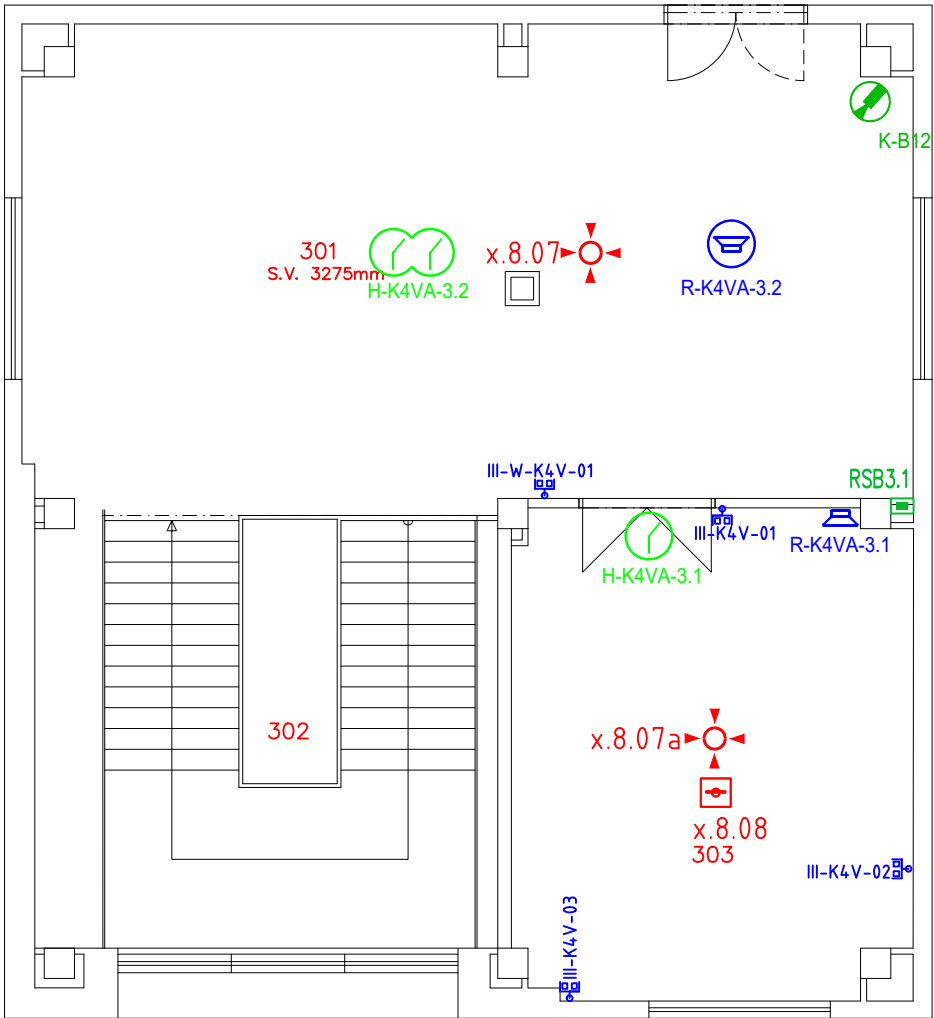 K-B12
301
S.V. 3275mm
H-K4VA-3.2
x.8.07
R-K4VA-3.2
III-W-K4V-01
RSB3.1
III-K4V-01
R-K4VA-3.1
H-K4VA-3.1
302
x.8.07a
x.8.08
303
III-K4V-02
III-K4V-03